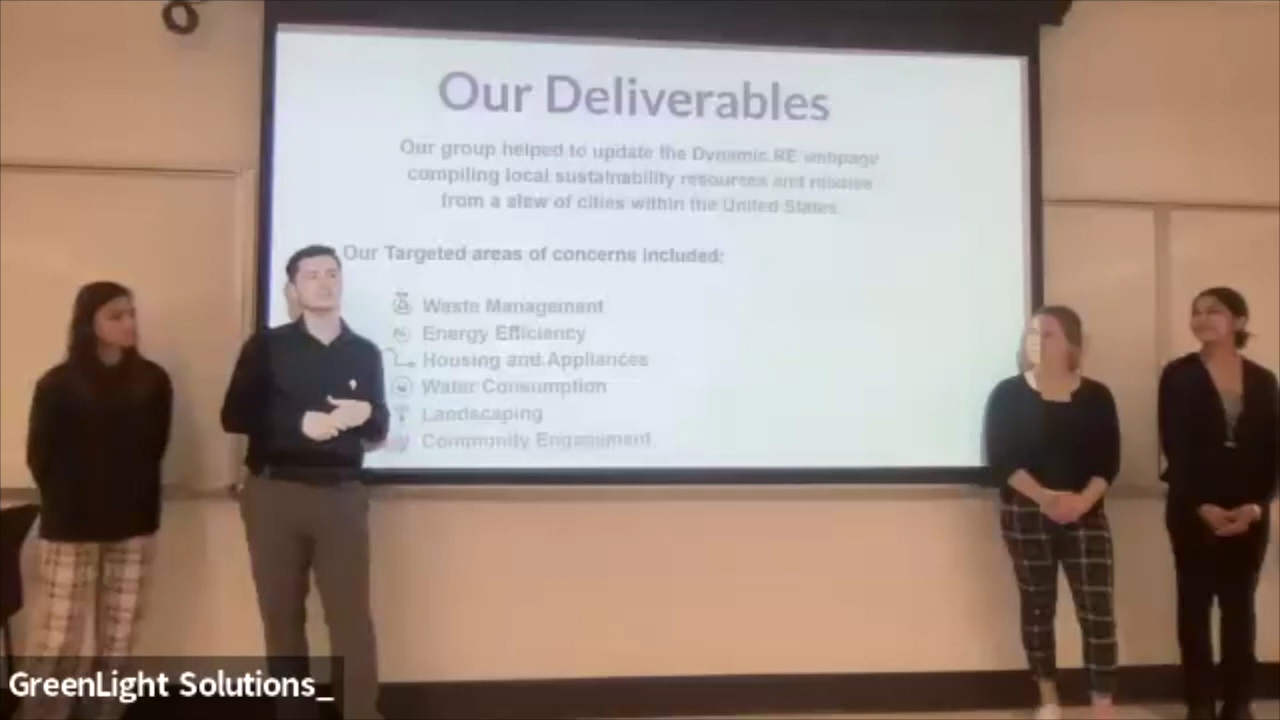 Our Deliverables
Our group helped to update the Dynamic.RE webpage
compiling local sustainability resources and
from a slew of cities within the United States.
Our Targeted areas of concerns included:
Waste Management
Energy Efficiency
Housing and Appliances
Water Consumption
Landscaping
Community Engagement
GreenLight Solutions_